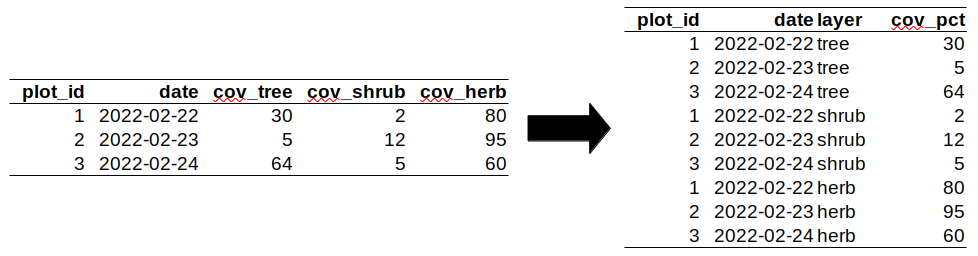 plot_id date cov_tree cov_shrub cov_herb
1 2022-02-22 30 2 80
2 2022-02-23 5 12 95
3 2022-02-24 64 5 60
plot_id date layer cov_pct
1 2022-02-22 tree 30
2 2022-02-23 tree 5
3 2022-02-24 tree 64
1 2022-02-22 shrub 2
2 2022-02-23 shrub 12
3 2022-02-24 shrub 5
1 2022-02-22 herb 80
2 2022-02-23 herb 95
3 2022-02-24 herb 60